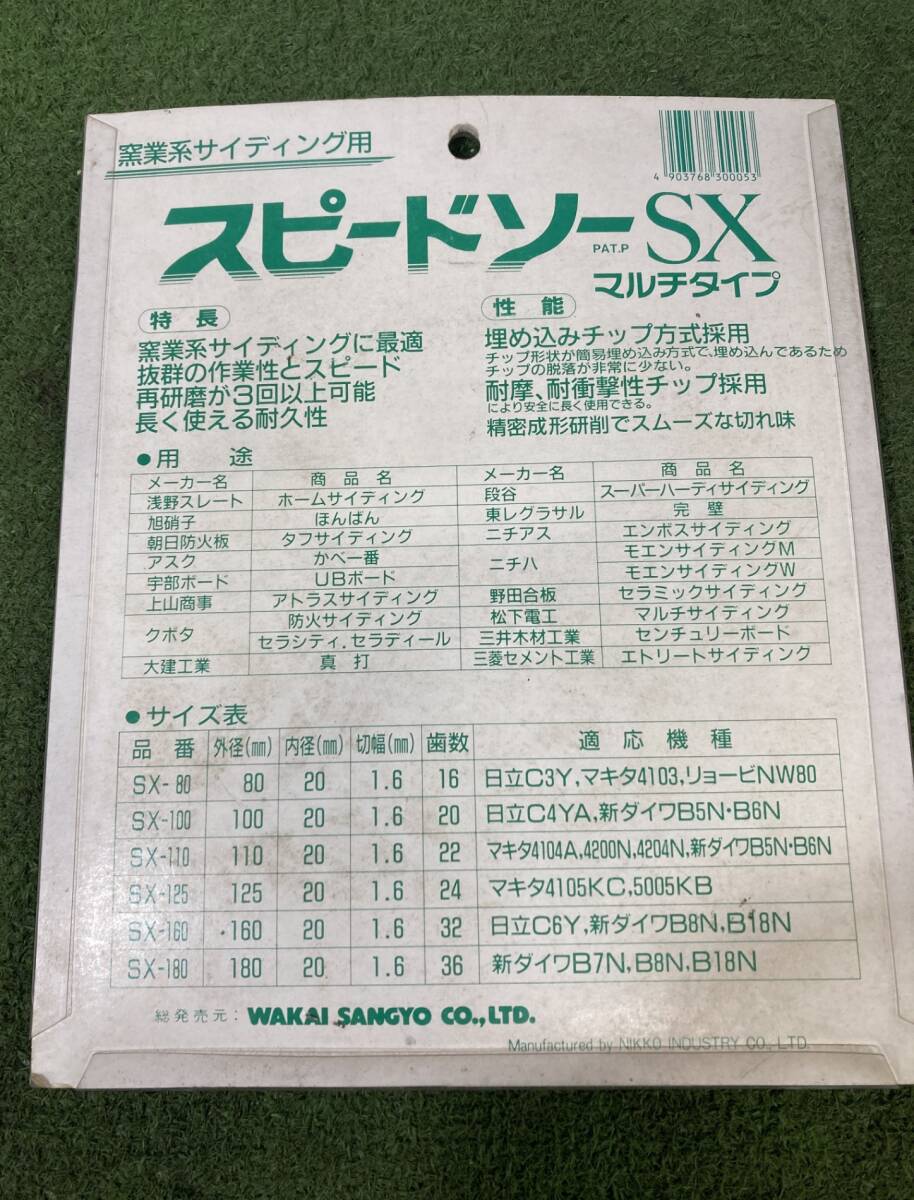 窯業系サイディング用
4 903768 300053
スピードソーSX
PAT.P
マルチタイプ
特長
窯業系サイディングに最適
抜群の作業性とスピード
再研磨が3回以上可能
長く使える耐久性
性能
埋め込みチップ方式採用
チップ形状が簡易埋め込み方式で、埋め込んであるため
チップの脱落が非常に少ない。
耐摩、耐衝撃性チップ採用
により安全に長く使用できる。
精密成形研削でスムーズな切れ味
●用 途
メーカー名 商品名 メーカー名 商品名
浅野スレート ホームサイディング 段谷 スーパーハーディサイディング
旭硝子 ほんばん 東レグラサル 完壁
朝日防火板 タフサイディング ニチアス エンボスサイディング
アスク かべ一番 ニチハ モエンサイディングM
宇部ボード UBボード モエンサイディングW
上山商事 アトラスサイディング 野田合板 セラミックサイディング
クボタ 防火サイディング 松下電工 マルチサイディング
セラシティ.セラディール 三井木材工業 センチュリーボード
大建工業 真打 三菱セメント工業 エトリートサイディング
●サイズ表
品番 外径(mm) 内径(mm) 切幅(mm) 歯数 適応機種
SX-80 80 20 1.6 16 日立C3Y,マキタ4103,リョービNW80
SX-100 100 20 1.6 20 日立C4YA,新ダイワB5N・B6N
SX-110 110 20 1.6 22 マキタ4104A,4200N,4204N,新ダイワB5N・B6N
SX-125 125 20 1.6 24 マキタ4105KC,5005KB
SX-160 160 20 1.6 32 日立C6Y,新ダイワB8N,B18N
SX-180 180 20 1.6 36 新ダイワB7N,B8N,B18N
総発売元: WAKAI SANGYO CO.,LTD.
Manufactured by NIKKO INDUSTRY CO., LTD.